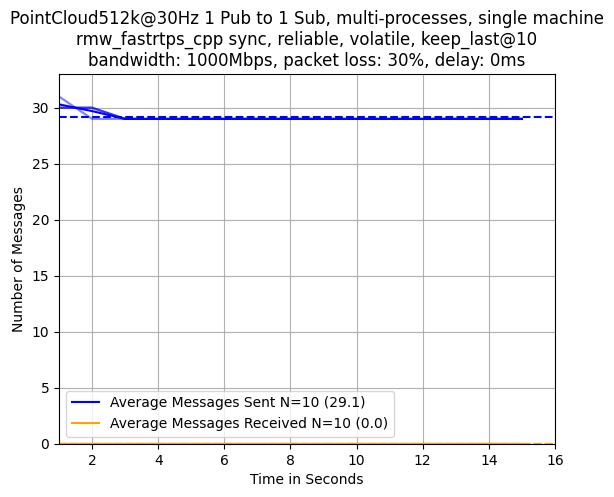 PointCloud512k@30Hz 1 Pub to 1 Sub, multi-processes, single machine
rmw_fastrtps_cpp sync, reliable, volatile, keep_last@10
bandwidth: 1000Mbps, packet loss: 30%, delay: 0ms
30
25
20
15
10
5
0
Number of Messages
Average Messages Sent N=10 (29.1)
Average Messages Received N=10 (0.0)
2 4 6 8 10 12 14 16
Time in Seconds